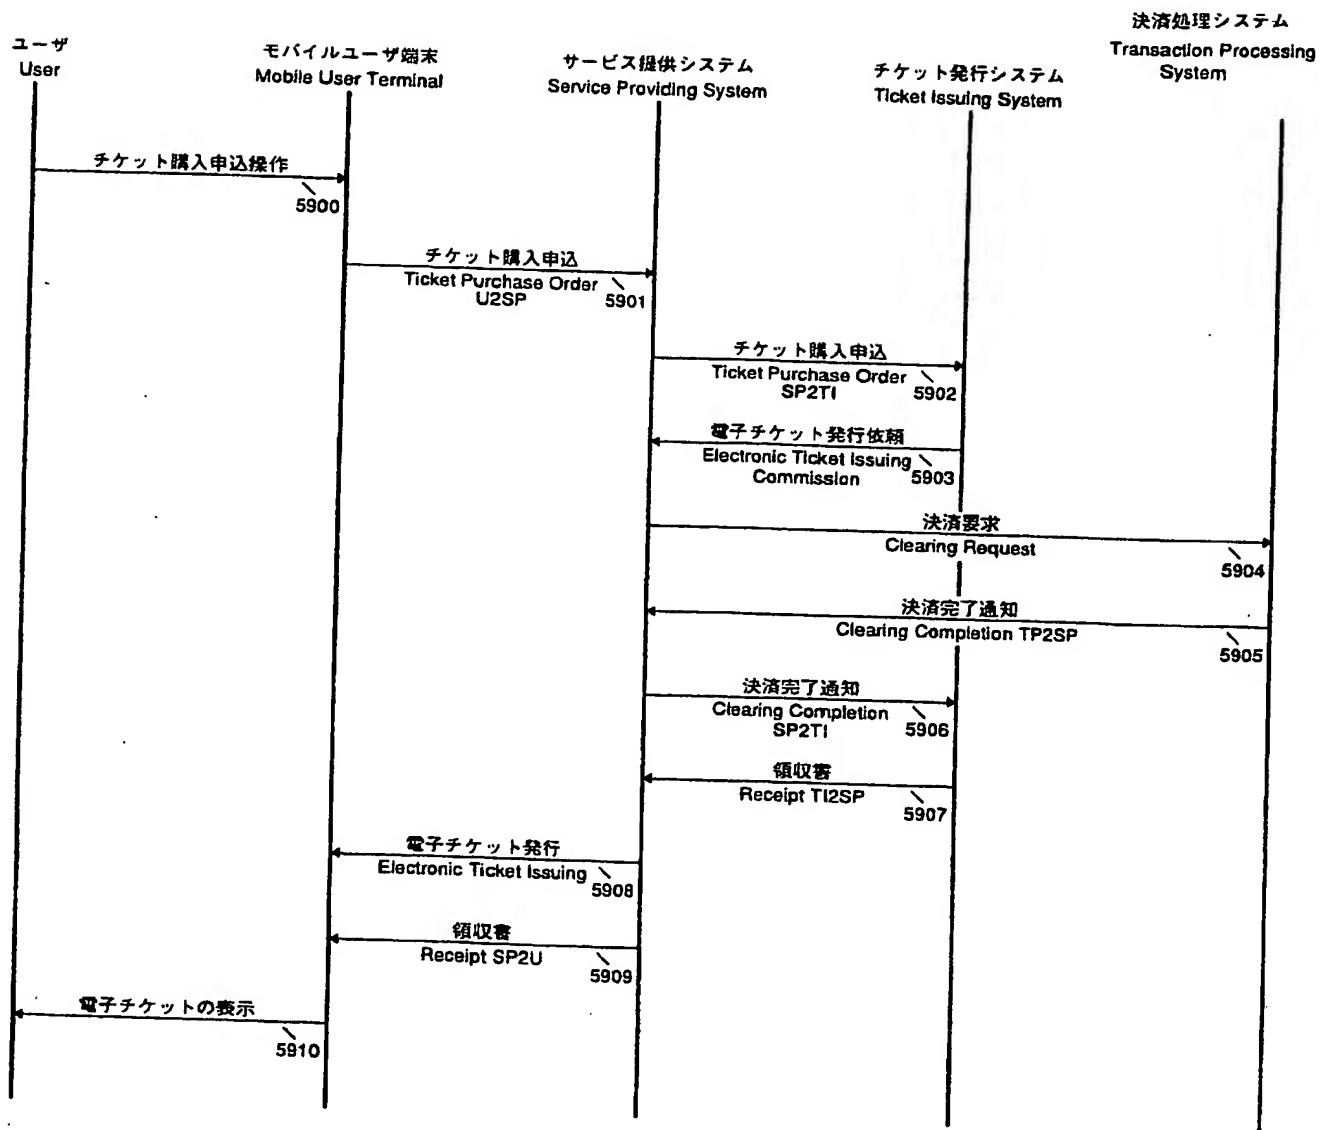 決済処理システム
Transaction Processing
System
ユーザ
User
モバイルユーザ端末
Mobile User Terminal
サービス提供システム
Service Providing System
チケット発行システム
Ticket Issuing System
チケット購入申込操作
5900
チケット購入申込
Ticket Purchase Order
U2SP
5901
チケット購入申込
Ticket Purchase Order
SP2TI
5902
電子チケット発行依頼
Electronic Ticket Issuing
Commission
5903
決済要求
Clearing Request
5904
決済完了通知
Clearing Completion TP2SP
5905
決済完了通知
Clearing Completion
SP2TI
5906
領収書
Receipt TI2SP
5907
電子チケット発行
Electronic Ticket Issuing
5908
領収書
Receipt SP2U
5909
電子チケットの表示
5910